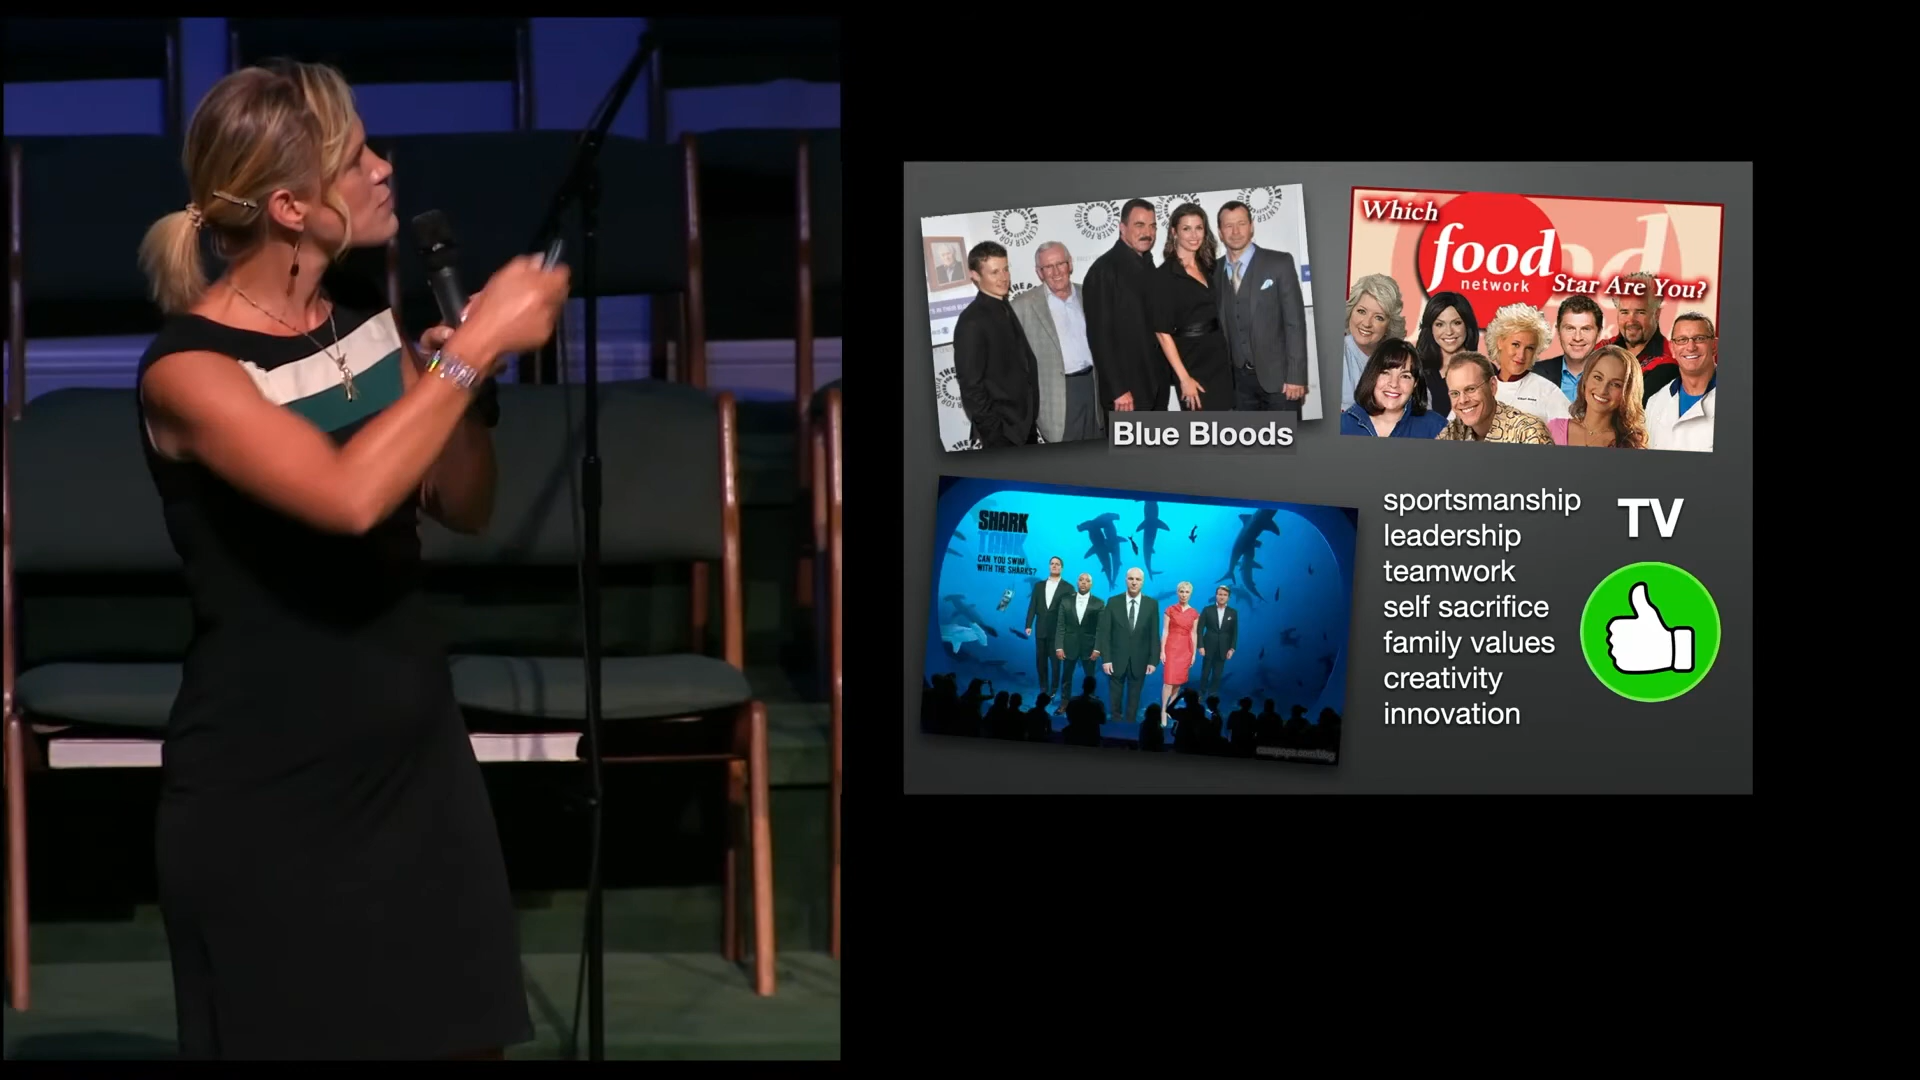 Blue Bloods
Which
food
network
Star Are You?
SHARK
TANK
CAN YOU SWIM
WITH THE SHARKS?
sportsmanship
leadership
teamwork
self sacrifice
family values
creativity
innovation
TV